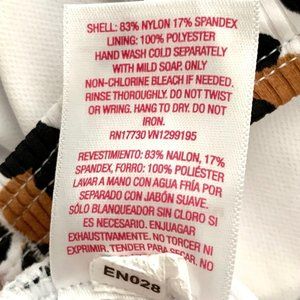 SHELL: 83% NYLON 17% SPANDEX
LINING: 100% POLYESTER
HAND WASH COLD SEPARATELY
WITH MILD SOAP. ONLY
NON-CHLORINE BLEACH IF NEEDED.
RINSE THOROUGHLY. DO NOT TWIST
OR WRING. HANG TO DRY. DO NOT
IRON.
RN17730 VN1299195
REVESTIMIENTO: 83% NAILON, 17%
SPANDEX, FORRO: 100% POLIÉSTER
LAVAR A MANO CON AGUA FRÍA POR
SEPARADO CON JABÓN SUAVE.
SÓLO BLANQUEADOR SIN CLORO SI
ES NECESARIO. ENJUAGAR
EXHAUSTIVAMENTE. NO TORCER NI
EXPRIMIR. TENDER PARA SECAR. NO
EN028